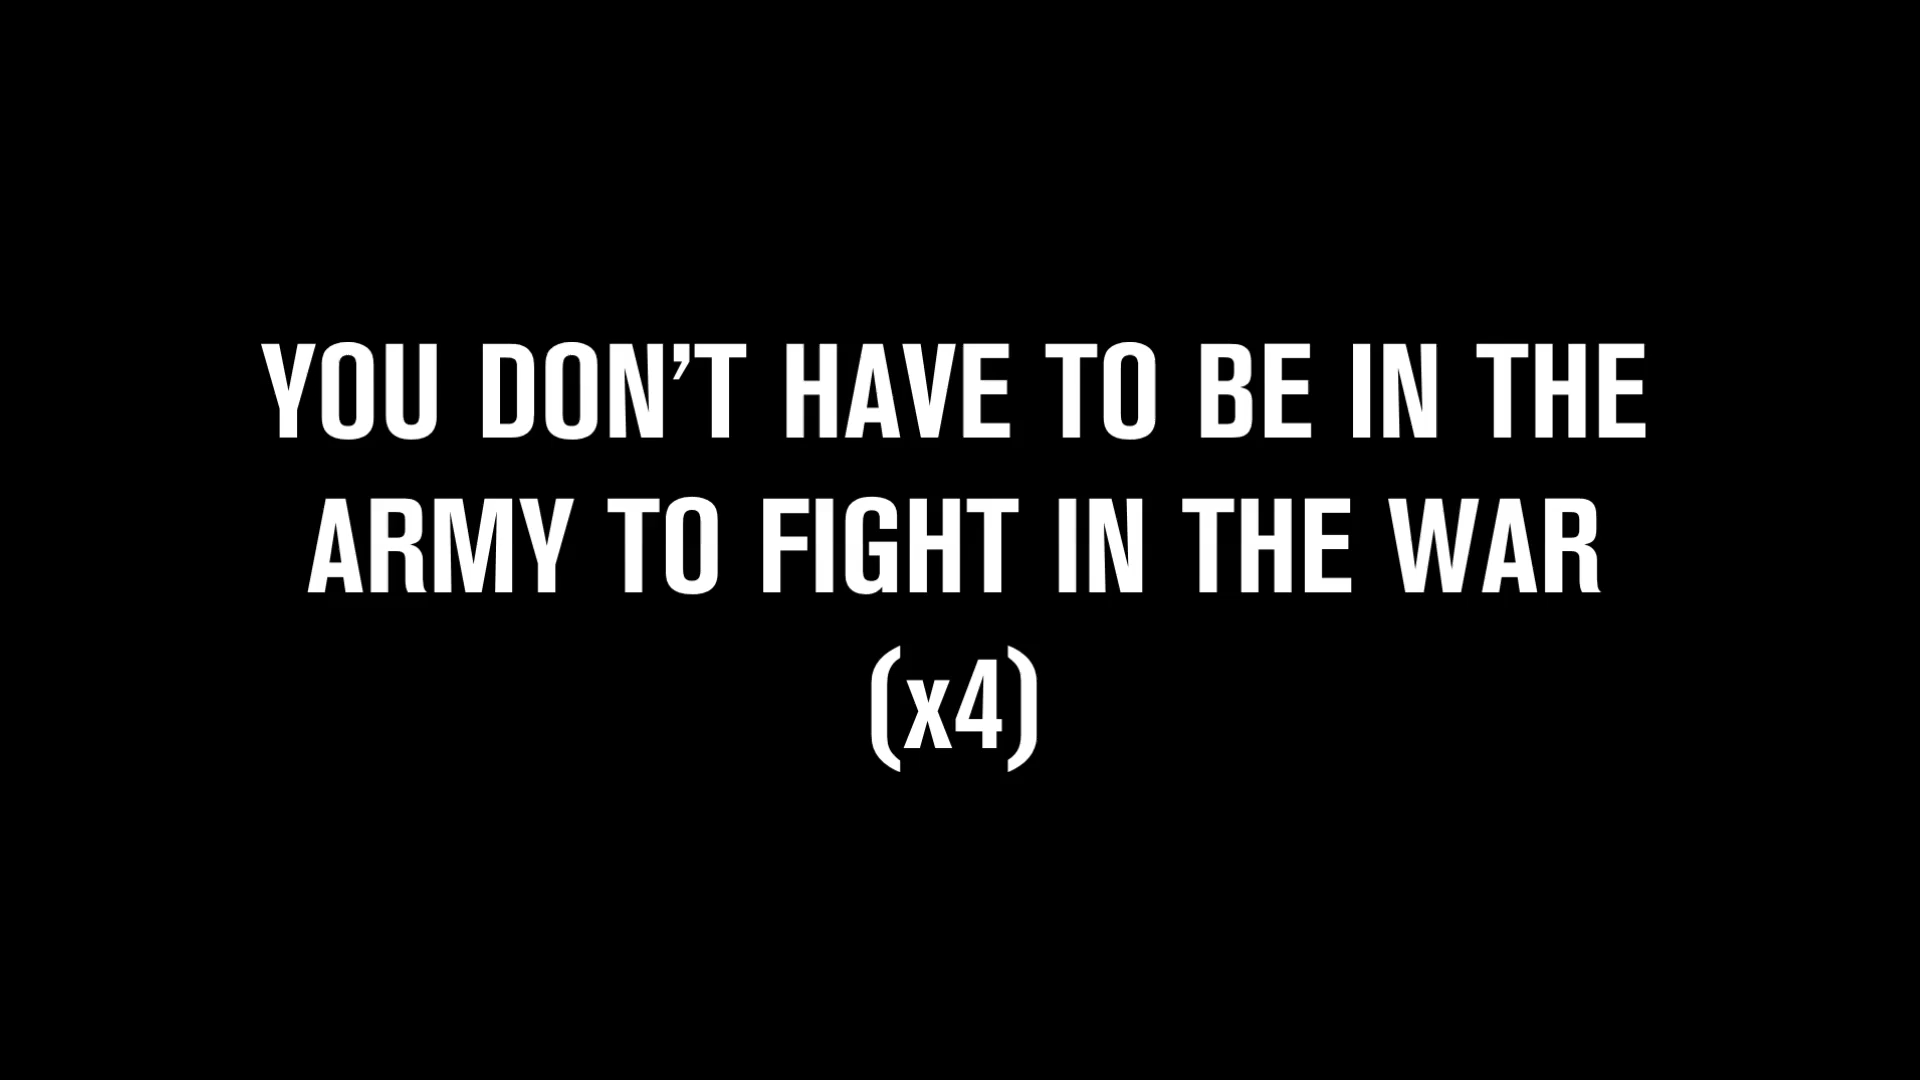 YOU DON’T HAVE TO BE IN THE
ARMY TO FIGHT IN THE WAR
(x4)